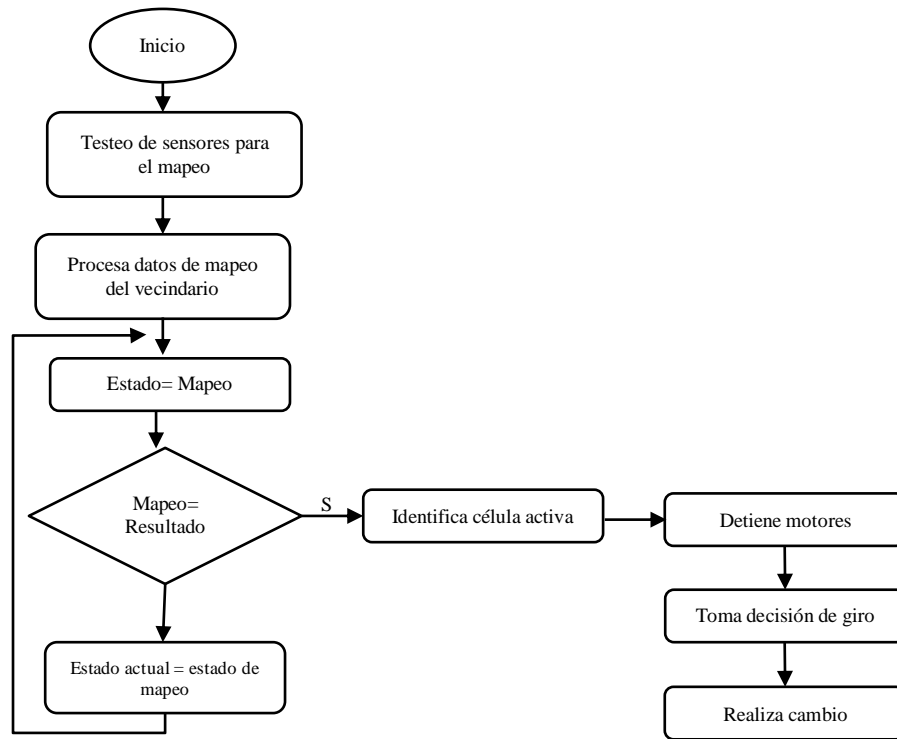 Inicio
Testeo de sensores para
el mapeo
Procesa datos de mapeo
del vecindario
Estado= Mapeo
Mapeo=
Resultado
S
Identifica célula activa
Detiene motores
Toma decisión de giro
Realiza cambio
Estado actual = estado de
mapeo